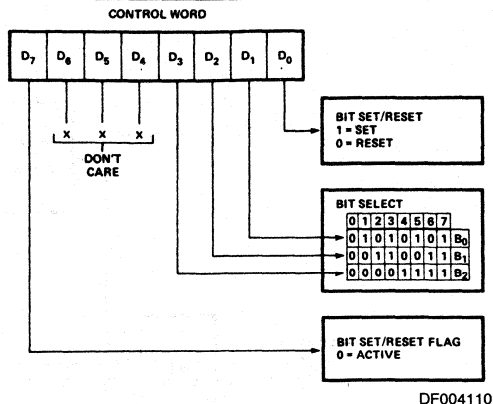 CONTROL WORD
D7 D6 D5 D4 D3 D2 D1 D0
X X X
DON'T
CARE
BIT SET/RESET
1 = SET
0 = RESET
BIT SELECT
0 1 2 3 4 5 6 7
0 1 0 1 0 1 0 1 B0
0 0 1 1 0 0 1 1 B1
0 0 0 0 1 1 1 1 B2
BIT SET/RESET FLAG
0 = ACTIVE
DF004110